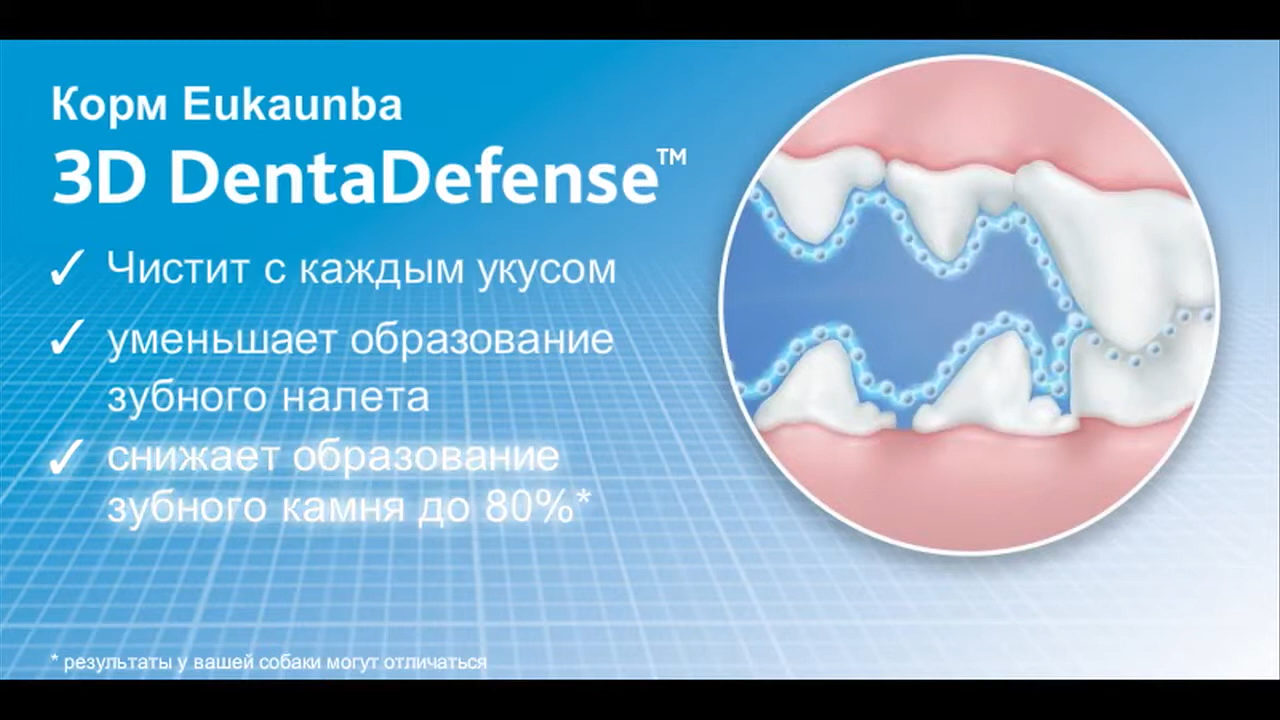 Корм Eukaunba
3D DentaDefense™
✓ Чистит с каждым укусом
✓ уменьшает образование
зубного налета
✓ снижает образование
зубного камня до 80%*
* результаты у вашей собаки могут отличаться